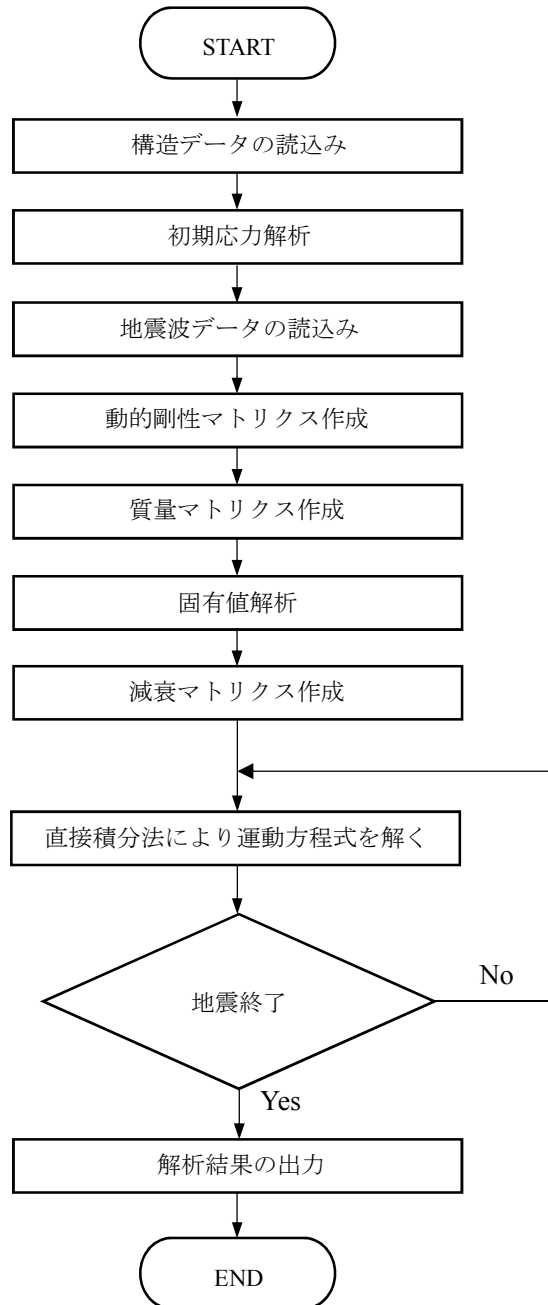 START
構造データの読込み
初期応力解析
地震波データの読込み
動的剛性マトリクス作成
質量マトリクス作成
固有値解析
減衰マトリクス作成
直接積分法により運動方程式を解く
地震終了
No
Yes
解析結果の出力
END